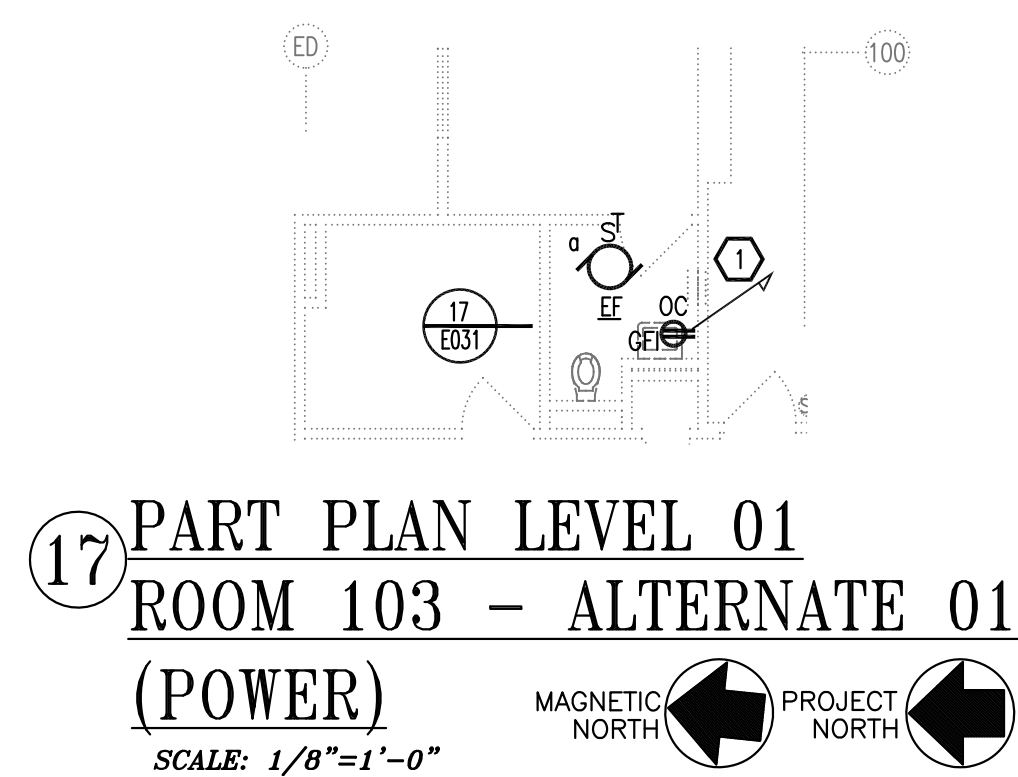 ED
100
T
S
a
1
EF
OC
17
E031
GFI
S
17
PART PLAN LEVEL 01
ROOM 103 - ALTERNATE 01
(POWER)
SCALE: 1/8"=1'-0"
MAGNETIC
NORTH
PROJECT
NORTH